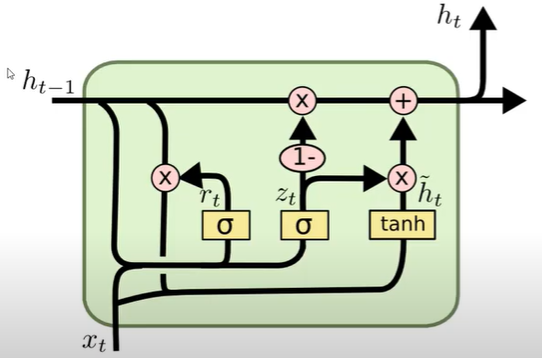 h_t
h_{t-1}
x
+
1-
x
r_t
z_t
x
h̃_t
σ
σ
tanh
x_t